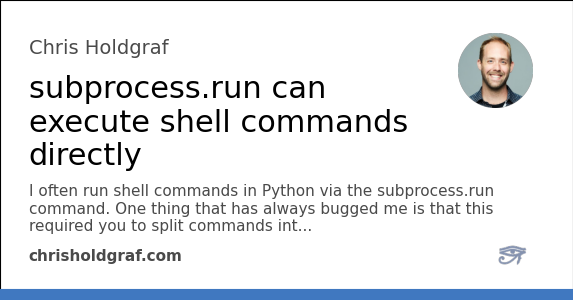 Chris Holdgraf
subprocess.run can
execute shell commands
directly
I often run shell commands in Python via the subprocess.run
command. One thing that has always bugged me is that this
required you to split commands int...
chrisholdgraf.com